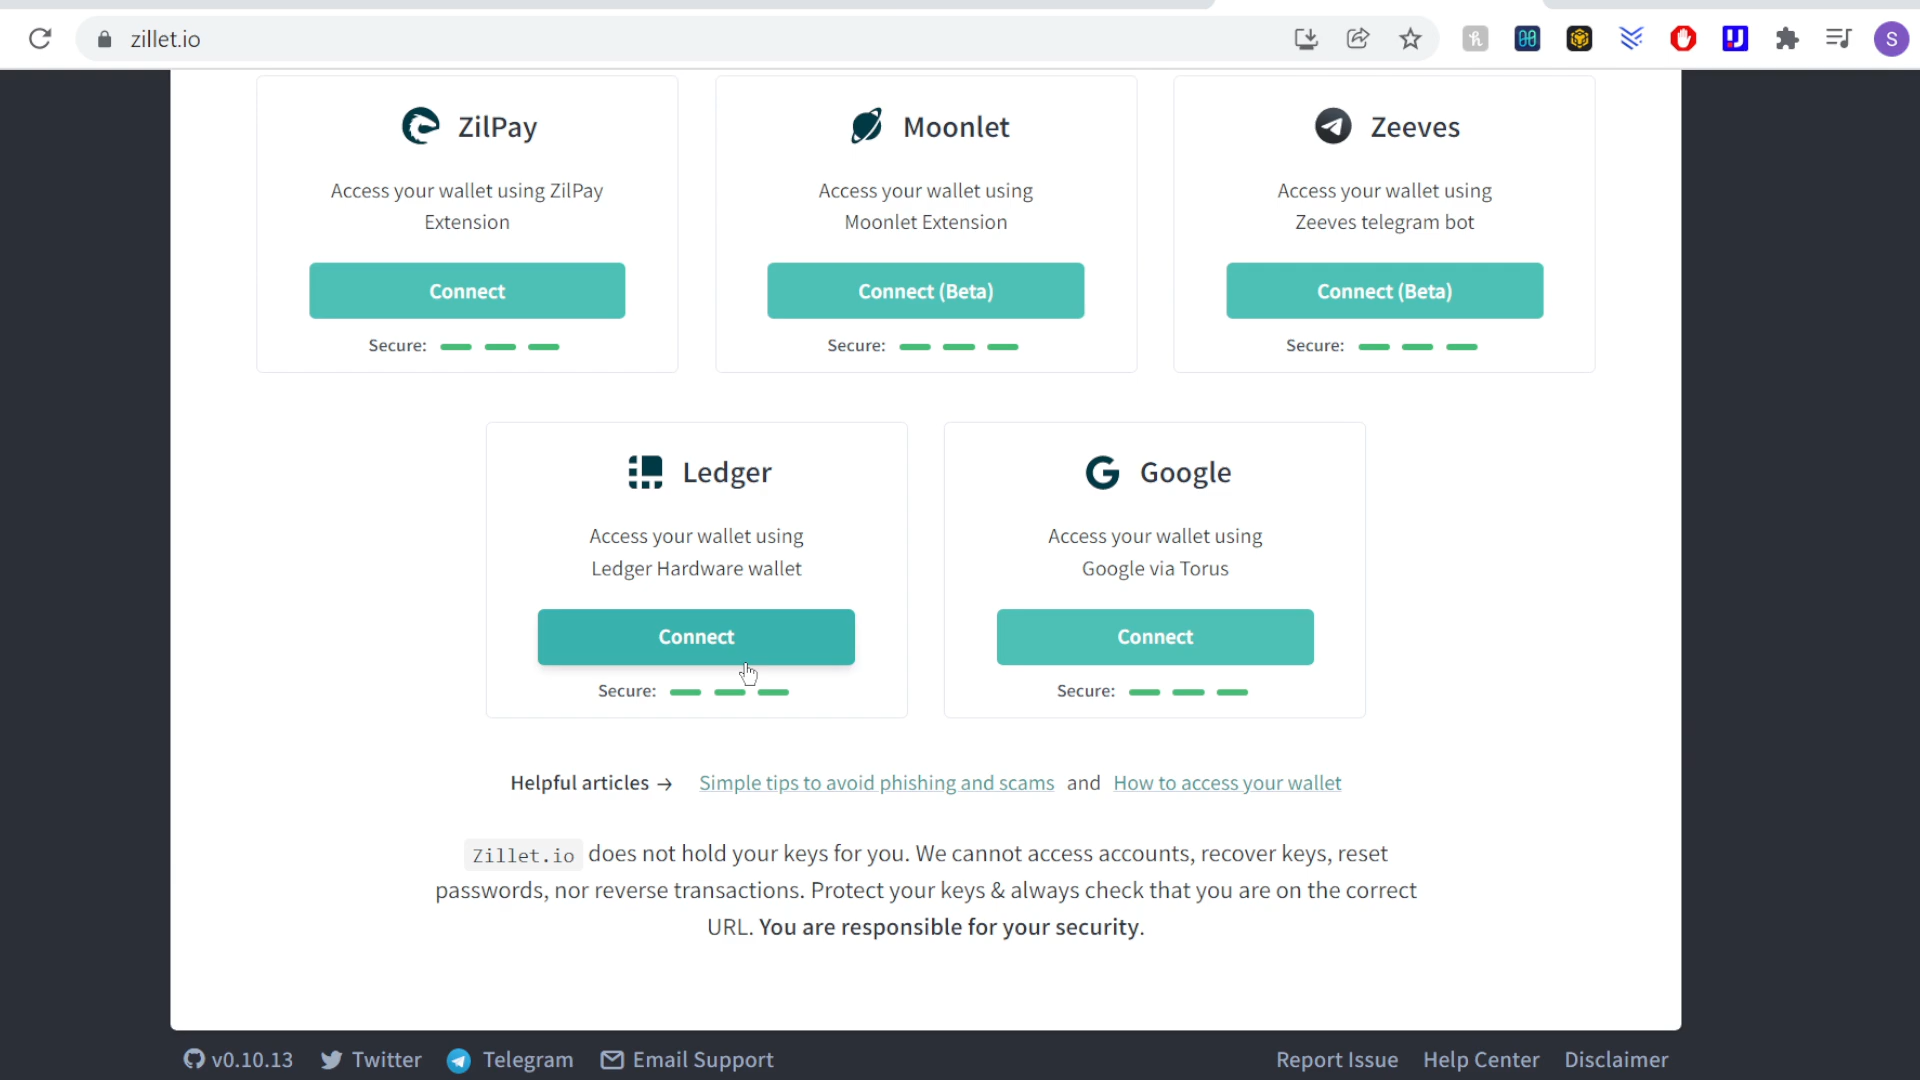 zillet.io
S
ZilPay
Moonlet
Zeeves
Access your wallet using ZilPay
Extension
Access your wallet using
Moonlet Extension
Access your wallet using
Zeeves telegram bot
Connect
Connect (Beta)
Connect (Beta)
Secure:
Secure:
Secure:
Ledger
Google
Access your wallet using
Ledger Hardware wallet
Access your wallet using
Google via Torus
Connect
Connect
Secure:
Secure:
Helpful articles → Simple tips to avoid phishing and scams and How to access your wallet
Zillet.io does not hold your keys for you. We cannot access accounts, recover keys, reset
passwords, nor reverse transactions. Protect your keys & always check that you are on the correct
URL. You are responsible for your security.
v0.10.13 Twitter Telegram Email Support Report Issue Help Center Disclaimer